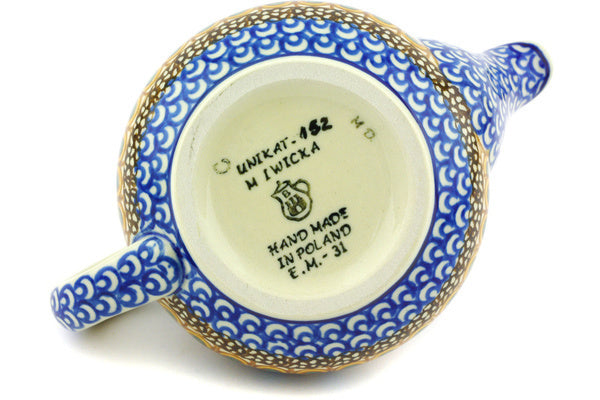 UNIKAT-152
M IWICKA
M D.
HAND MADE
IN POLAND
E.M.-31